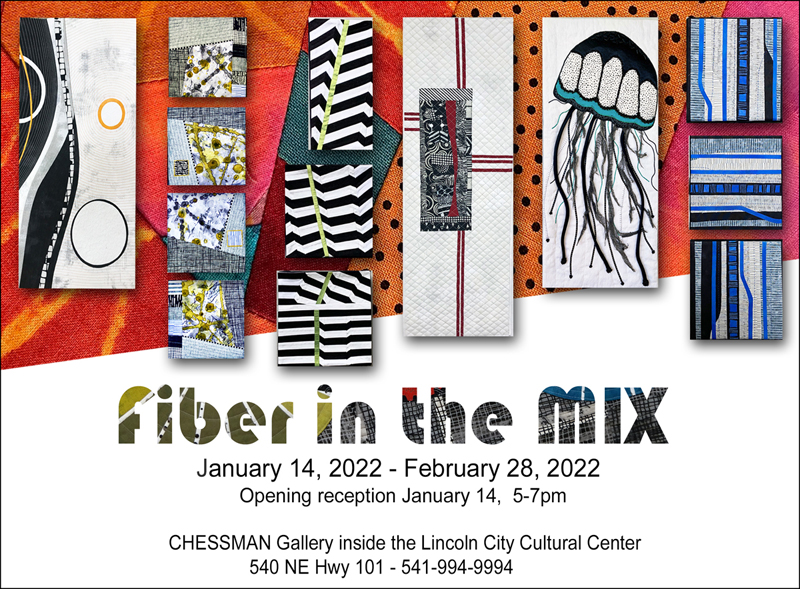 Fiber in the MIX
January 14, 2022 - February 28, 2022
Opening reception January 14, 5-7pm
CHESSMAN Gallery inside the Lincoln City Cultural Center
540 NE Hwy 101 - 541-994-9994